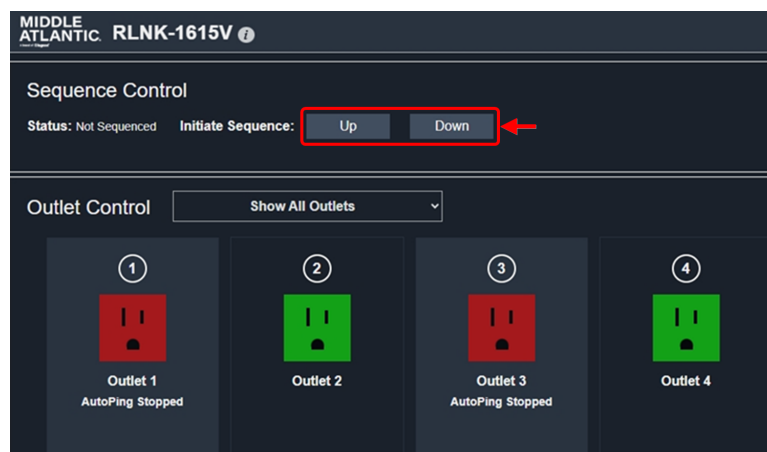 MIDDLE
ATLANTIC. RLNK-1615V i
Sequence Control
Status: Not Sequenced Initiate Sequence: Up Down
Outlet Control Show All Outlets
1 2 3 4
Outlet 1 Outlet 2 Outlet 3 Outlet 4
AutoPing Stopped AutoPing Stopped